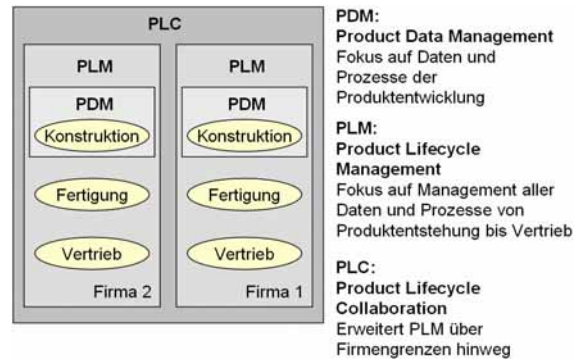 PLC
PLM
PDM
Konstruktion
Fertigung
Vertrieb
Firma 2
PLM
PDM
Konstruktion
Fertigung
Vertrieb
Firma 1
PDM:
Product Data Management
Fokus auf Daten und
Prozesse der
Produktentwicklung
PLM:
Product Lifecycle
Management
Fokus auf Management aller
Daten und Prozesse von
Produktentstehung bis Vertrieb
PLC:
Product Lifecycle
Collaboration
Erweitert PLM über
Firmengrenzen hinweg